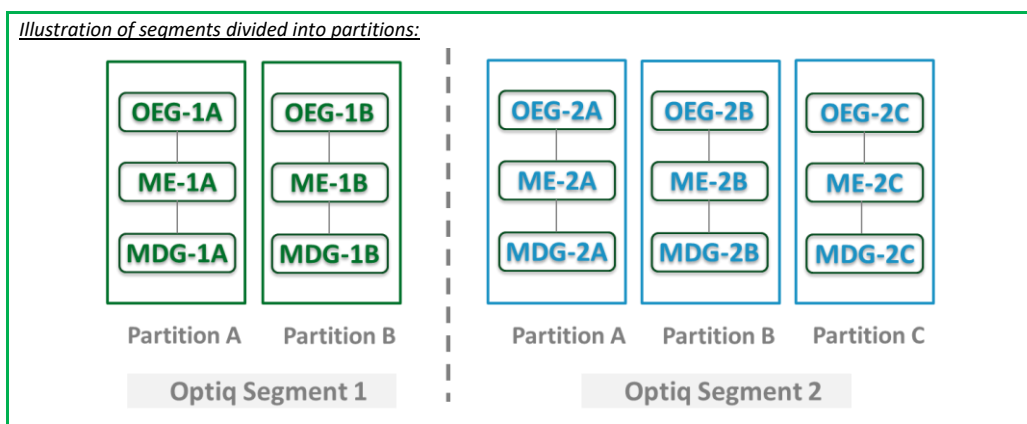 Illustration of segments divided into partitions:
OEG-1A
ME-1A
MDG-1A
Partition A
OEG-1B
ME-1B
MDG-1B
Partition B
Optiq Segment 1
OEG-2A
ME-2A
MDG-2A
Partition A
OEG-2B
ME-2B
MDG-2B
Partition B
OEG-2C
ME-2C
MDG-2C
Partition C
Optiq Segment 2